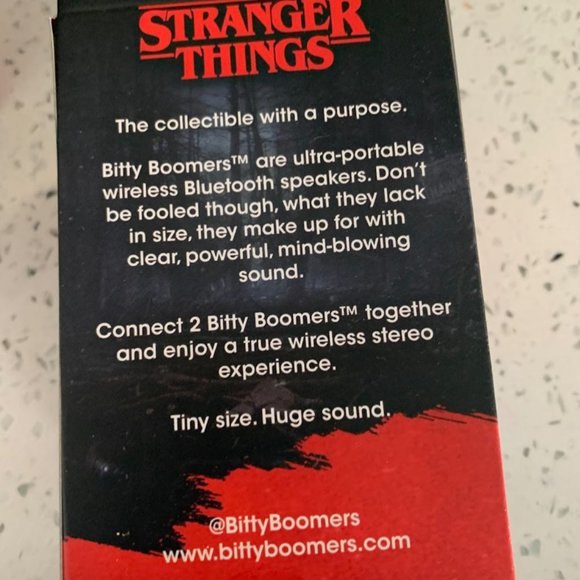 STRANGER
THINGS
The collectible with a purpose.
Bitty Boomers™ are ultra-portable
wireless Bluetooth speakers. Don't
be fooled though, what they lack
in size, they make up for with
clear, powerful, mind-blowing
sound.
Connect 2 Bitty Boomers™ together
and enjoy a true wireless stereo
experience.
Tiny size. Huge sound.
@BittyBoomers
www.bittyboomers.com